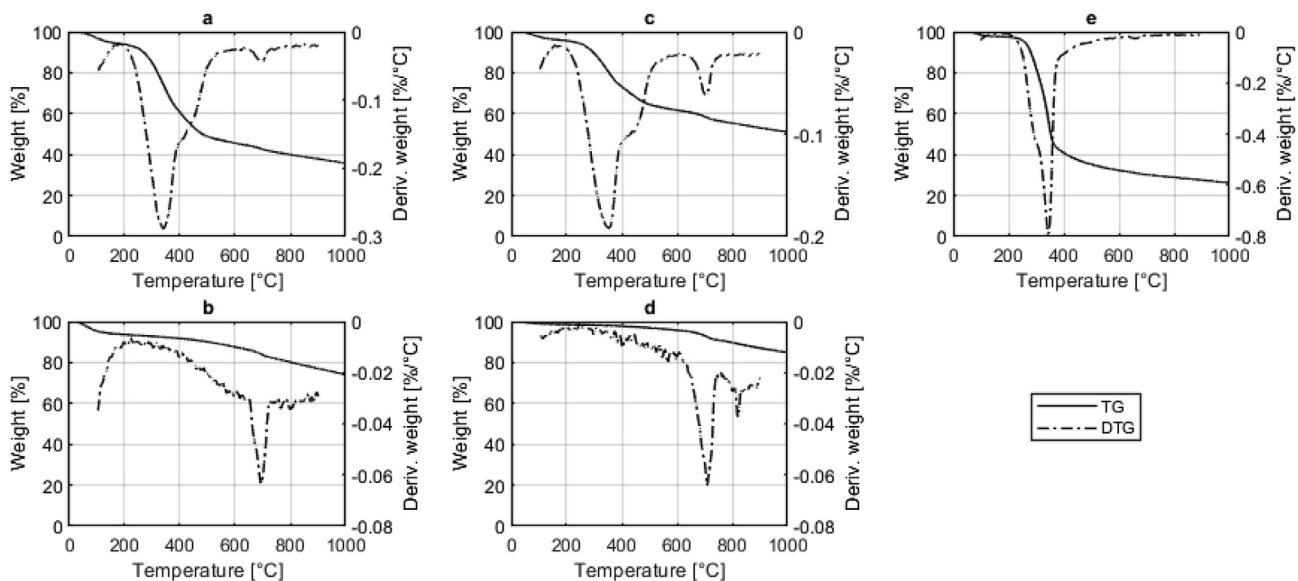 a
100
80
60
40
20
0
Weight [%]
0
-0.1
-0.2
-0.3
Deriv. weight [%/°C]
0 200 400 600 800 1000
Temperature [°C]
c
100
80
60
40
20
0
Weight [%]
0
-0.1
-0.2
Deriv. weight [%/°C]
0 200 400 600 800 1000
Temperature [°C]
e
100
80
60
40
20
0
Weight [%]
0
-0.2
-0.4
-0.6
-0.8
Deriv. weight [%/°C]
0 200 400 600 800 1000
Temperature [°C]
b
100
80
60
40
20
0
Weight [%]
0
-0.02
-0.04
-0.06
-0.08
Deriv. weight [%/°C]
0 200 400 600 800 1000
Temperature [°C]
d
100
80
60
40
20
0
Weight [%]
0
-0.02
-0.04
-0.06
-0.08
Deriv. weight [%/°C]
0 200 400 600 800 1000
Temperature [°C]
TG
DTG